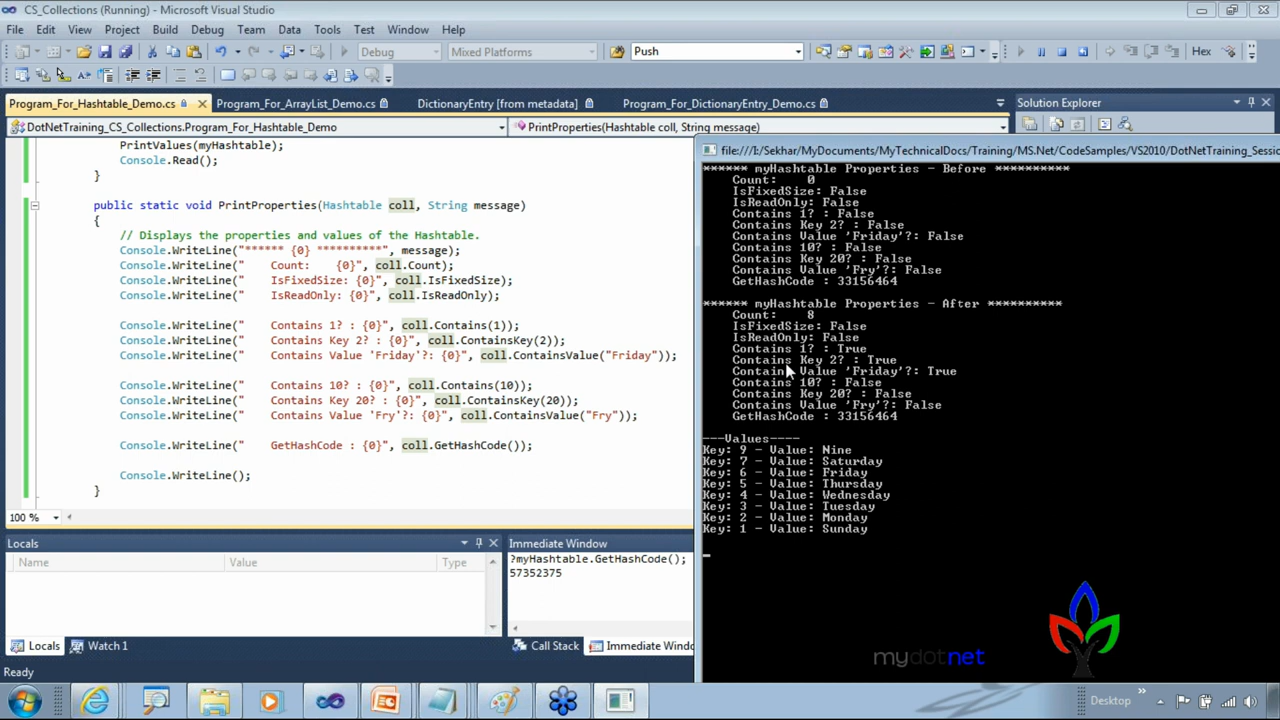 CS_Collections (Running) - Microsoft Visual Studio
File Edit View Project Build Debug Team Data Tools Test Window Help
Debug Mixed Platforms Push Hex
Program_For_Hashtable_Demo.cs Program_For_ArrayList_Demo.cs DictionaryEntry [from metadata] Program_For_DictionaryEntry_Demo.cs Solution Explorer
DotNetTraining_CS_Collections.Program_For_Hashtable_Demo PrintProperties(Hashtable coll, String message)
PrintValues(myHashtable);
Console.Read();
}
public static void PrintProperties(Hashtable coll, String message)
{
// Displays the properties and values of the Hashtable.
Console.WriteLine("****** {0} **********", message);
Console.WriteLine(" Count: {0}", coll.Count);
Console.WriteLine(" IsFixedSize: {0}", coll.IsFixedSize);
Console.WriteLine(" IsReadOnly: {0}", coll.IsReadOnly);
Console.WriteLine(" Contains 1? : {0}", coll.Contains(1));
Console.WriteLine(" Contains Key 2? : {0}", coll.ContainsKey(2));
Console.WriteLine(" Contains Value 'Friday'?: {0}", coll.ContainsValue("Friday"));
Console.WriteLine(" Contains 10? : {0}", coll.Contains(10));
Console.WriteLine(" Contains Key 20? : {0}", coll.ContainsKey(20));
Console.WriteLine(" Contains Value 'Fry'?: {0}", coll.ContainsValue("Fry"));
Console.WriteLine(" GetHashCode : {0}", coll.GetHashCode());
Console.WriteLine();
}
100 %
Locals
Name Value Type
Locals Watch 1
Immediate Window
?myHashtable.GetHashCode();
57352375
Call Stack Immediate Windo
Ready
file:///I:/Sekhar/MyDocuments/MyTechnicalDocs/Training/MS.Net/CodeSamples/VS2010/DotNetTraining_Sessio
****** myHashtable Properties - Before **********
Count: 0
IsFixedSize: False
IsReadOnly: False
Contains 1? : False
Contains Key 2? : False
Contains Value 'Friday'?: False
Contains 10? : False
Contains Key 20? : False
Contains Value 'Fry'?: False
GetHashCode : 33156464
****** myHashtable Properties - After **********
Count: 8
IsFixedSize: False
IsReadOnly: False
Contains 1? : True
Contains Key 2? : True
Contains Value 'Friday'?: True
Contains 10? : False
Contains Key 20? : False
Contains Value 'Fry'?: False
GetHashCode : 33156464
---Values----
Key: 9 - Value: Nine
Key: 7 - Value: Saturday
Key: 6 - Value: Friday
Key: 5 - Value: Thursday
Key: 4 - Value: Wednesday
Key: 3 - Value: Tuesday
Key: 2 - Value: Monday
Key: 1 - Value: Sunday
mydotnet
Desktop